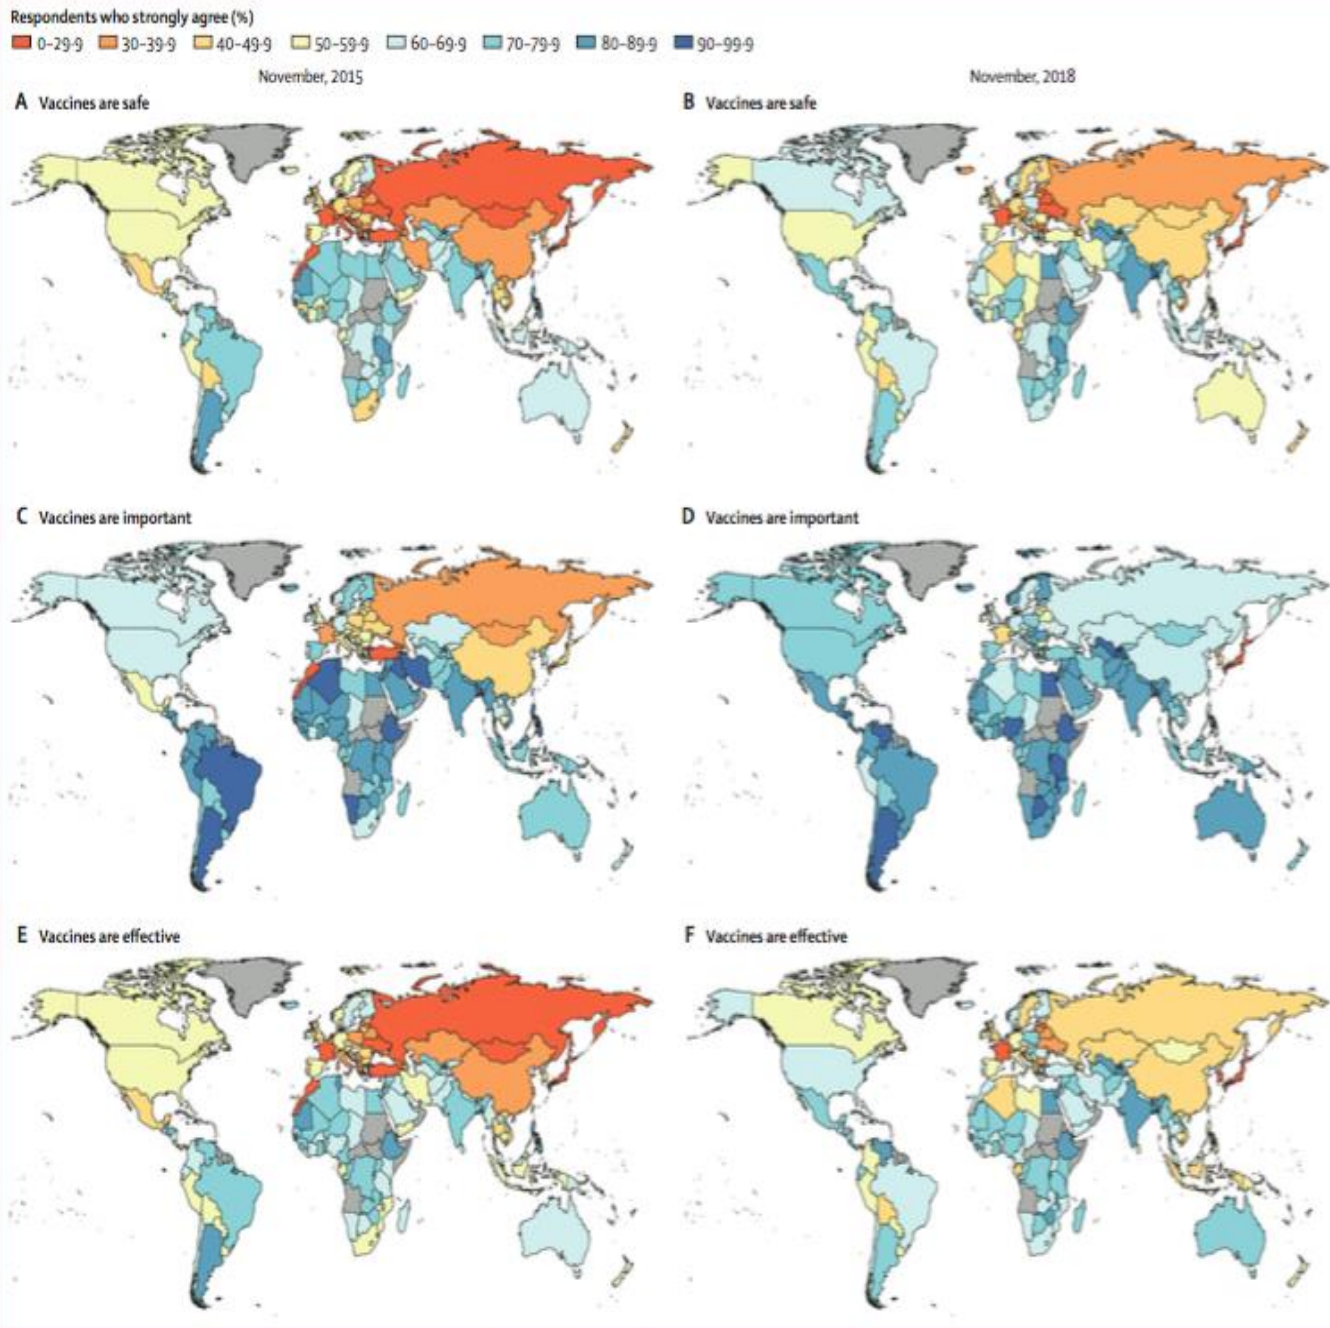 Respondents who strongly agree (%)
0–29·9 30–39·9 40–49·9 50–59·9 60–69·9 70–79·9 80–89·9 90–99·9
November, 2015 November, 2018
A Vaccines are safe B Vaccines are safe
C Vaccines are important D Vaccines are important
E Vaccines are effective F Vaccines are effective